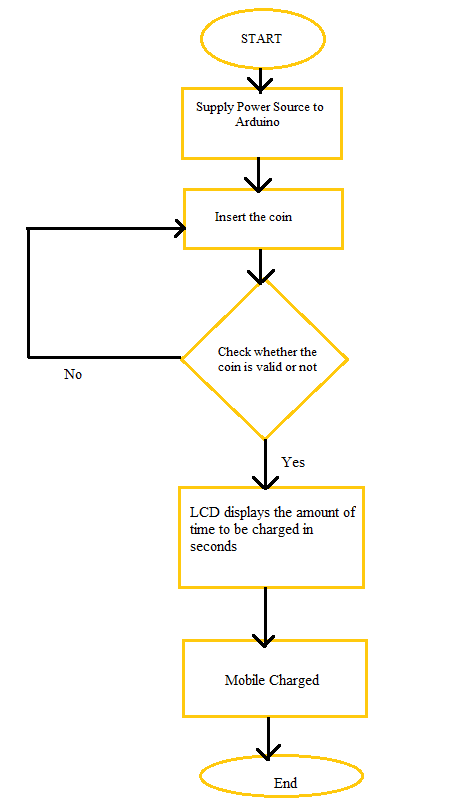 START
Supply Power Source to
Arduino
Insert the coin
Check whether the
coin is valid or not
No
Yes
LCD displays the amount of
time to be charged in
seconds
Mobile Charged
End